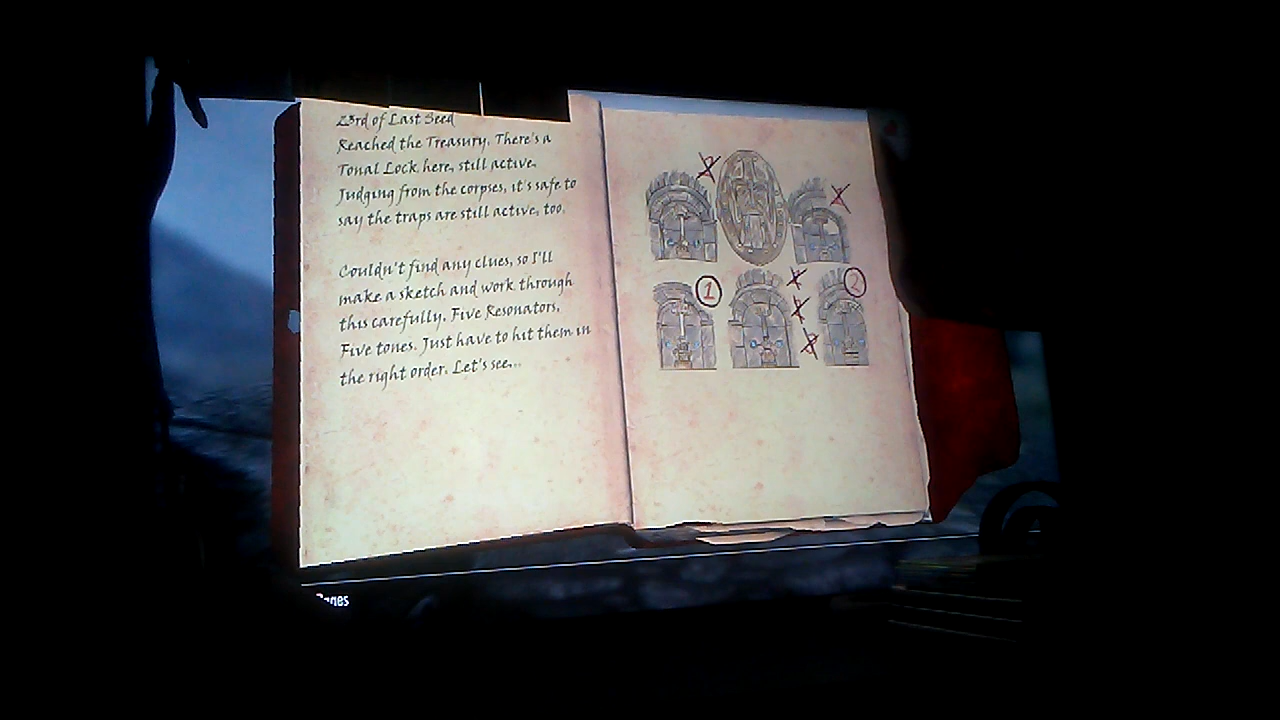 23rd of Last Seed
Reached the Treasury. There's a
Tonal Lock here, still active.
Judging from the corpses, it's safe to
say the traps are still active, too.
Couldn't find any clues, so I'll
make a sketch and work through
this carefully. Five Resonators,
Five tones. Just have to hit them in
the right order. Let's see...
1
2